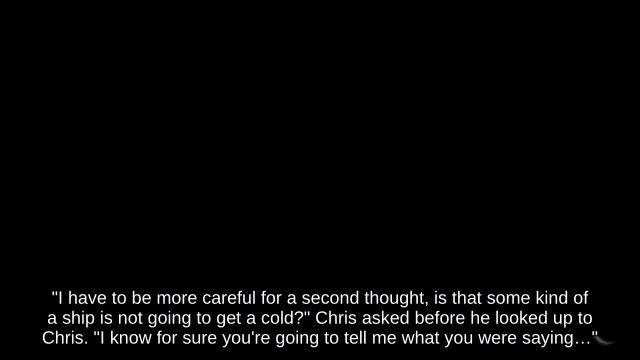 "I have to be more careful for a second thought, is that some kind of
a ship is not going to get a cold?" Chris asked before he looked up to
Chris. "I know for sure you're going to tell me what you were saying…"